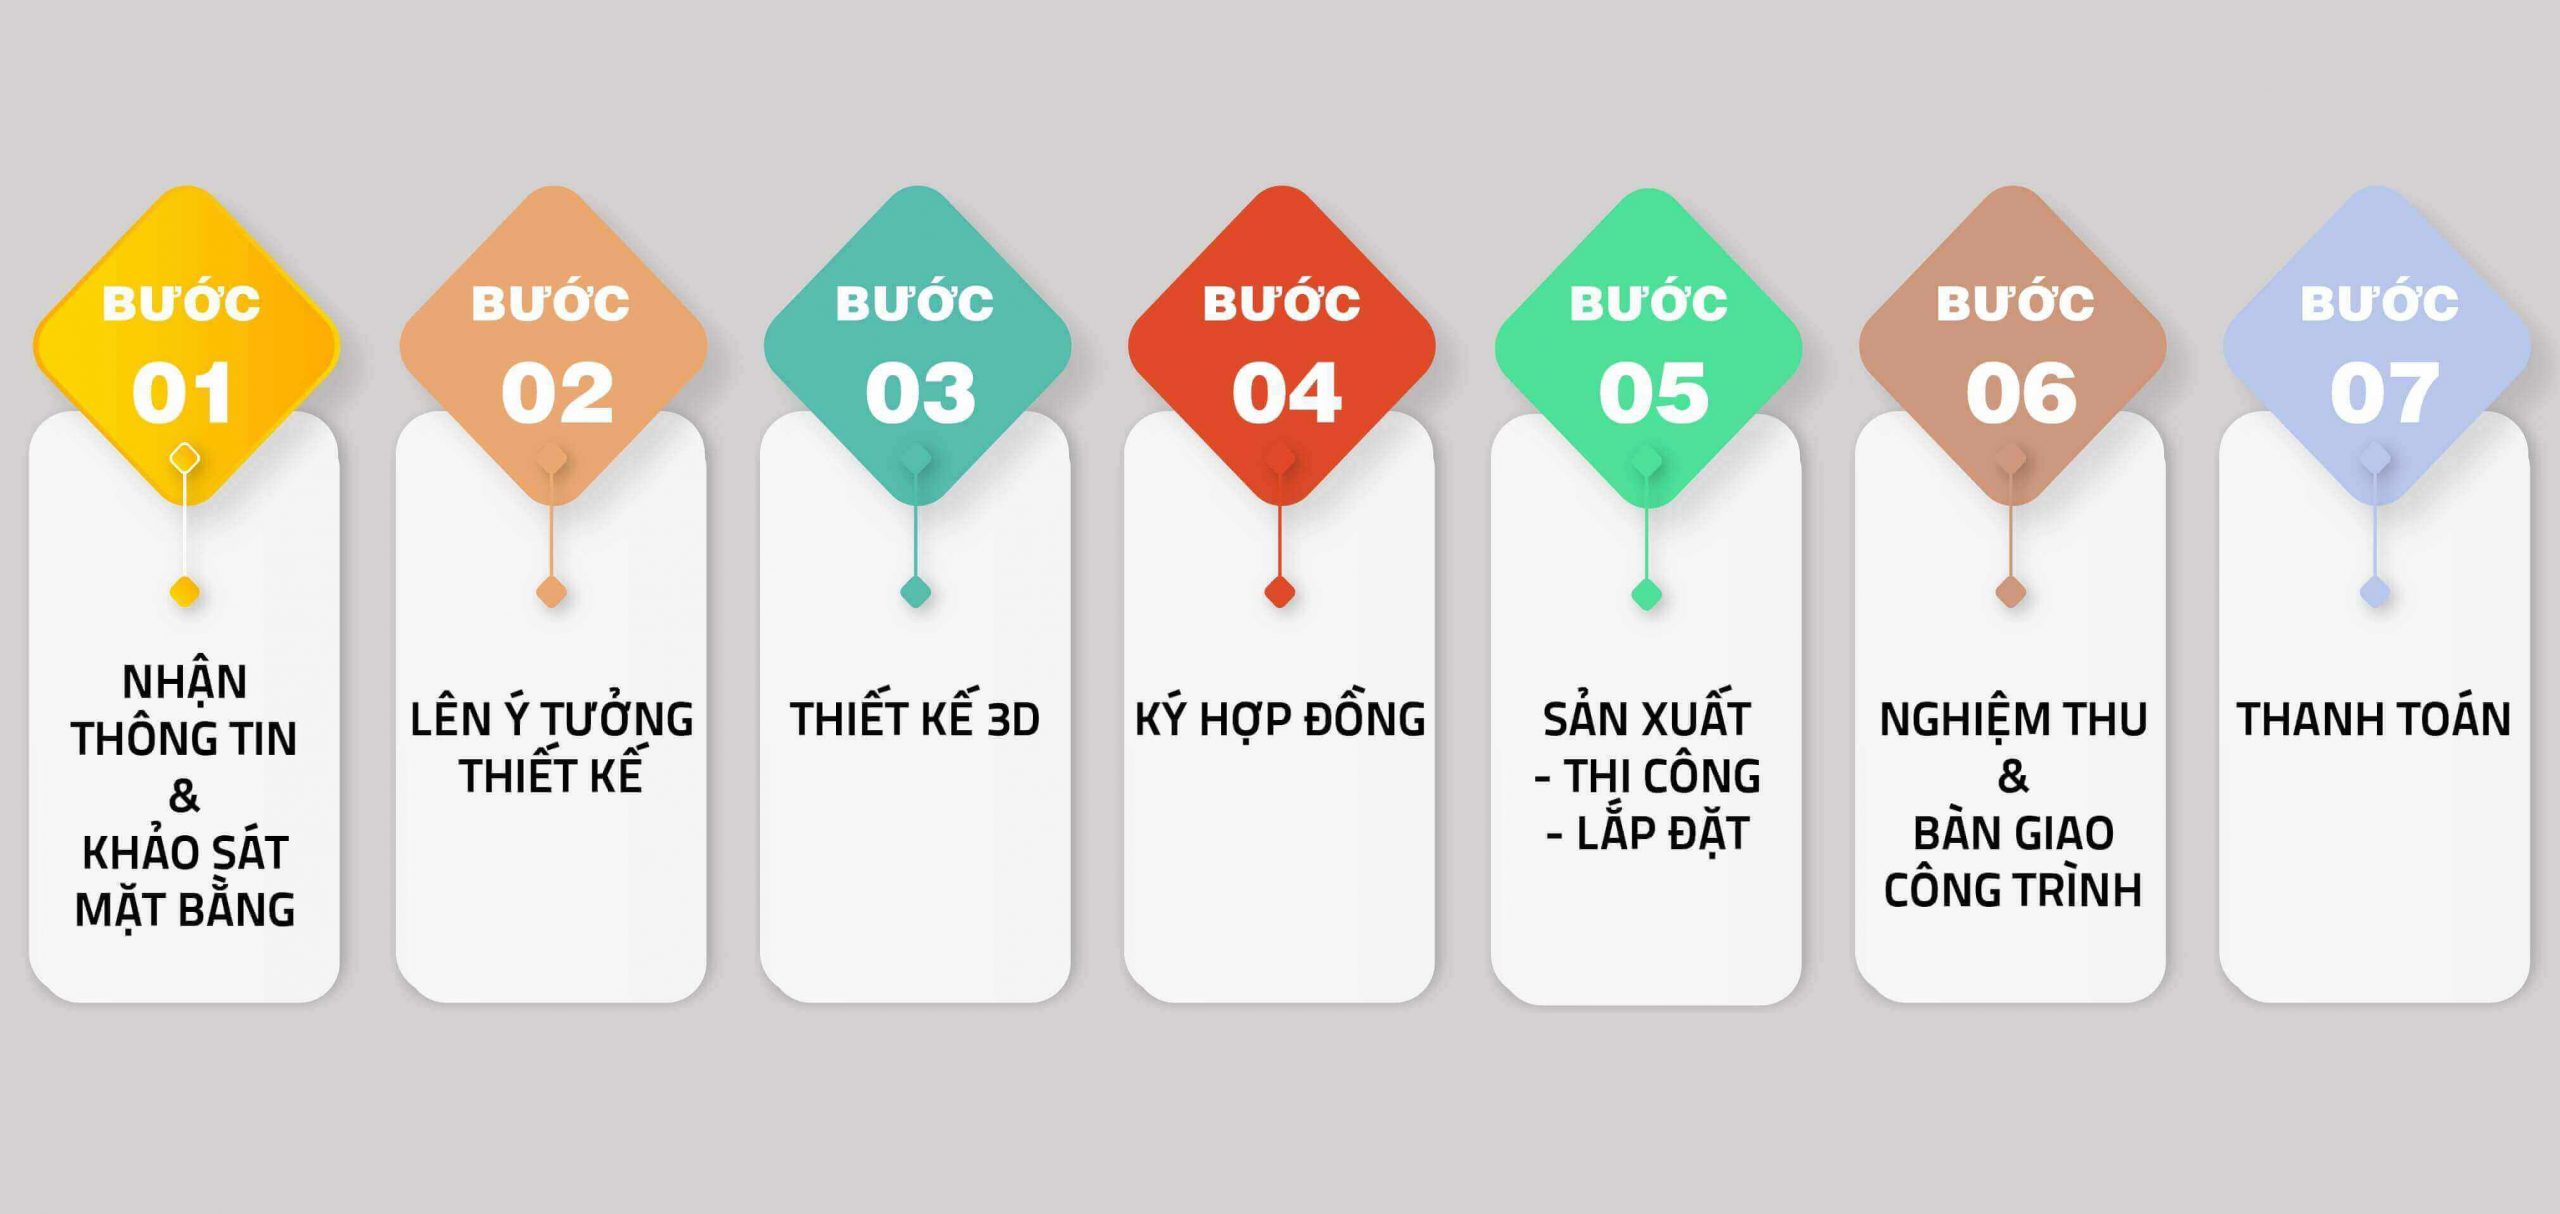 BƯỚC
01
NHẬN
THÔNG TIN
&
KHẢO SÁT
MẶT BẰNG
BƯỚC
02
LÊN Ý TƯỞNG
THIẾT KẾ
BƯỚC
03
THIẾT KẾ 3D
BƯỚC
04
KÝ HỢP ĐỒNG
BƯỚC
05
SẢN XUẤT
- THI CÔNG
- LẮP ĐẶT
BƯỚC
06
NGHIỆM THU
&
BÀN GIAO
CÔNG TRÌNH
BƯỚC
07
THANH TOÁN